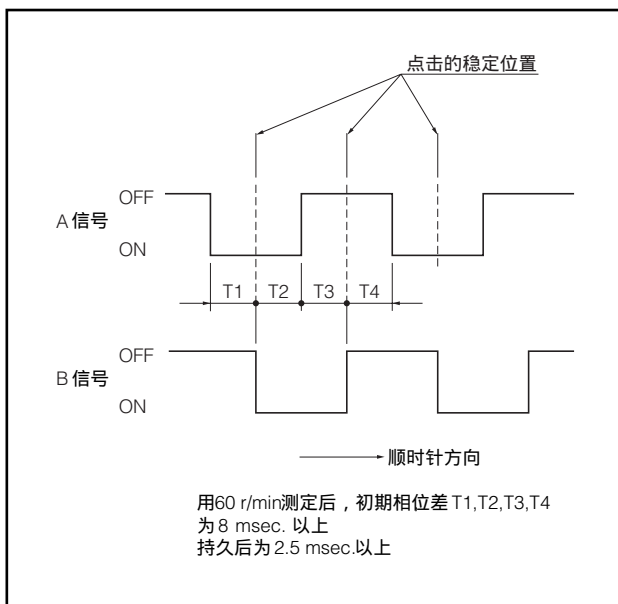 点击的稳定位置
OFF
A 信号
ON
T1 T2 T3 T4
OFF
B 信号
ON
顺时针方向
用60 r/min测定后，初期相位差 T1,T2,T3,T4
为 8 msec. 以上
持久后为 2.5 msec.以上